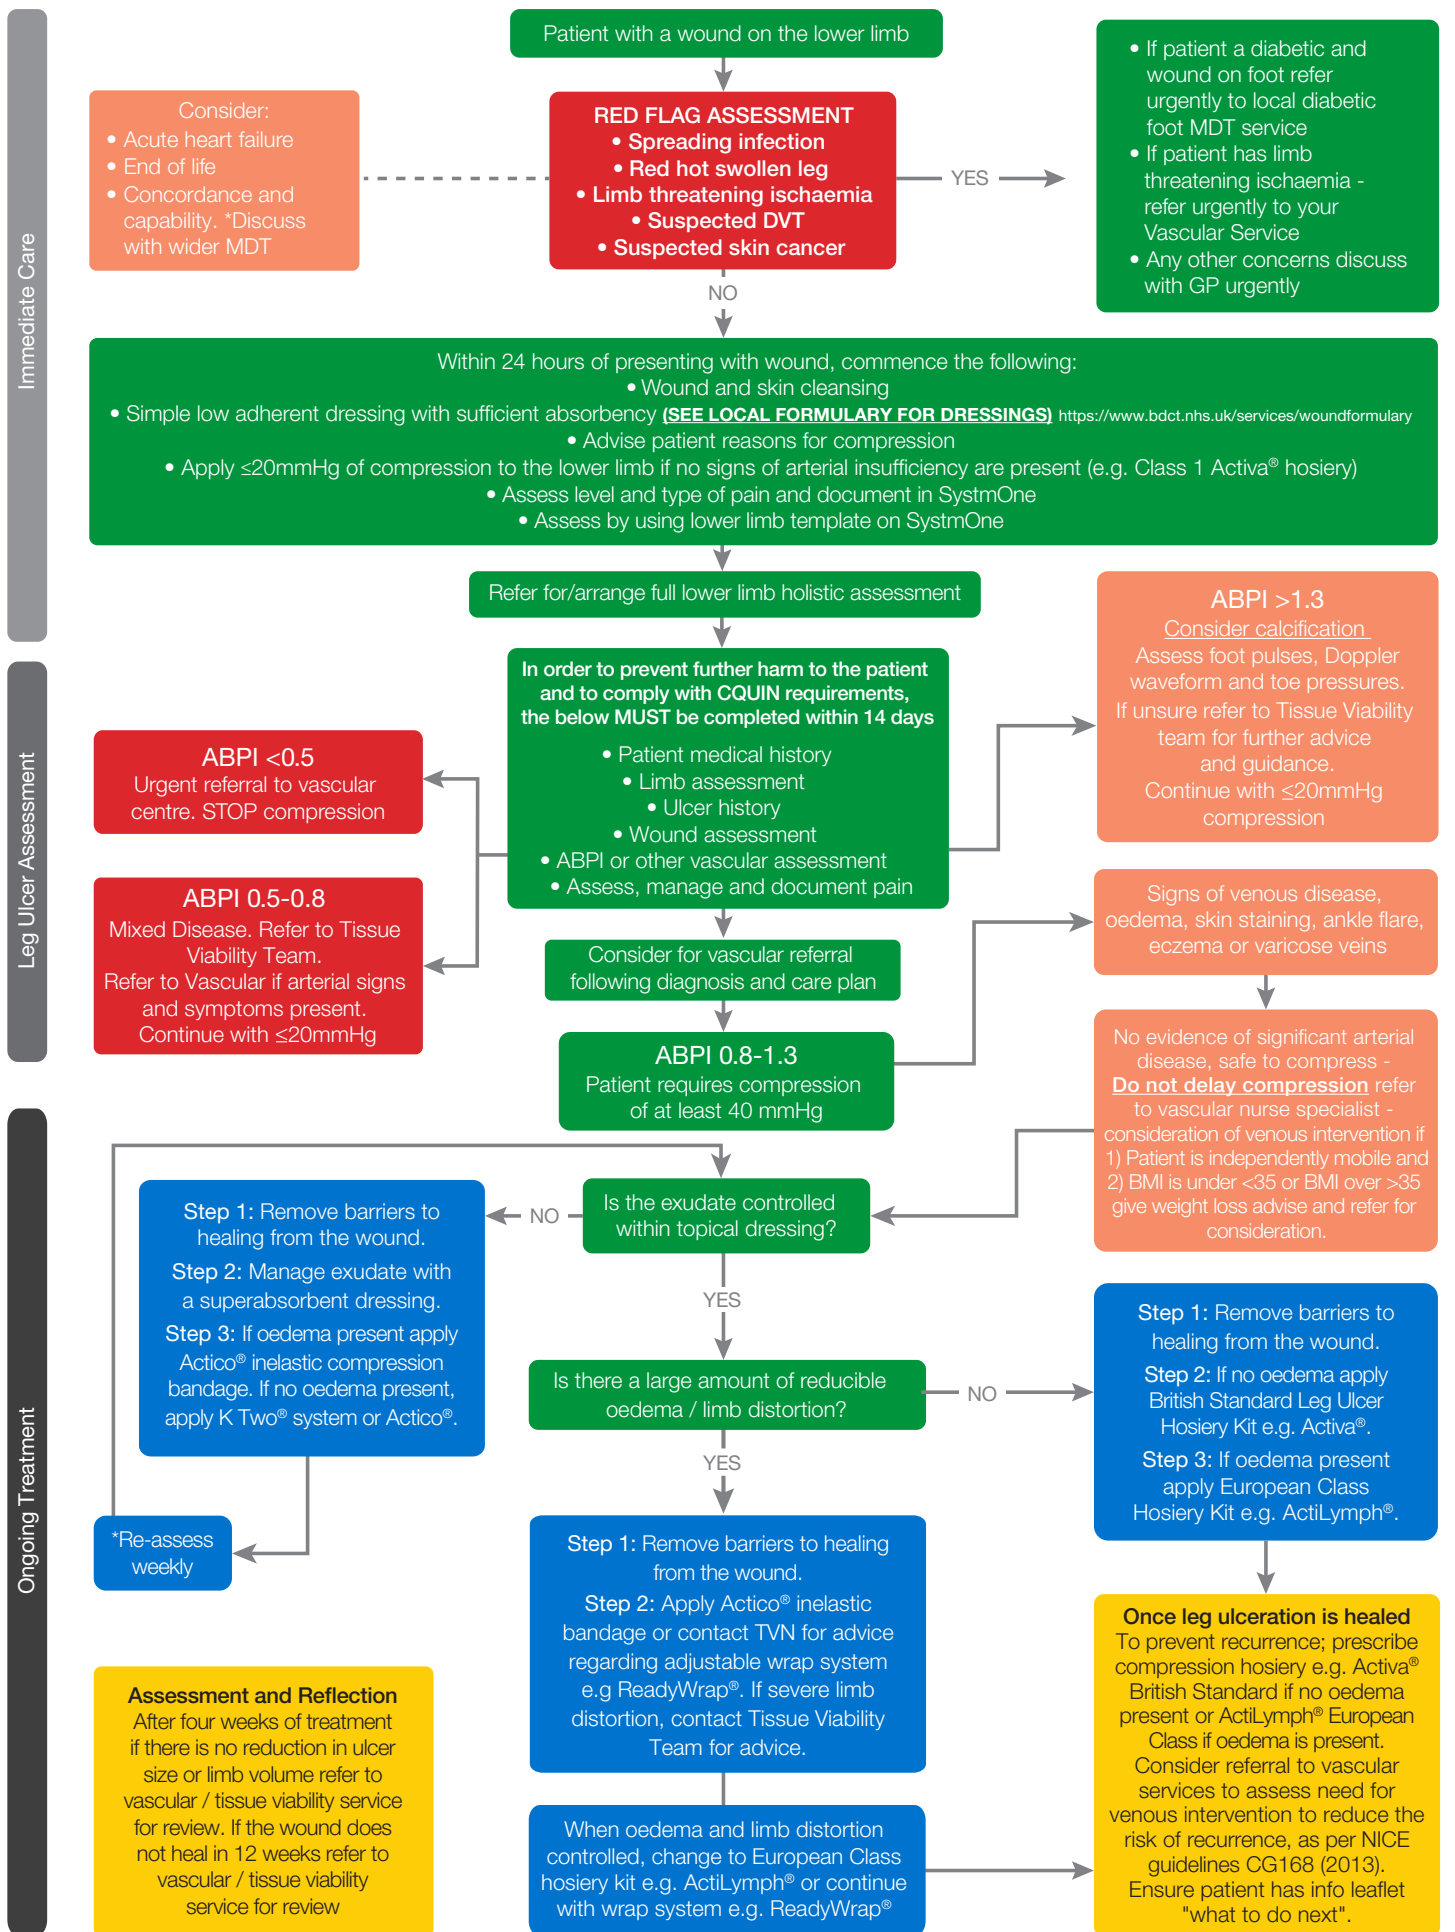 Immediate Care
Patient with a wound on the lower limb
Consider:
• Acute heart failure
• End of life
• Concordance and
capability. *Discuss
with wider MDT
RED FLAG ASSESSMENT
• Spreading infection
• Red hot swollen leg
• Limb threatening ischaemia
• Suspected DVT
• Suspected skin cancer
YES
• If patient a diabetic and
wound on foot refer
urgently to local diabetic
foot MDT service
• If patient has limb
threatening ischaemia -
refer urgently to your
Vascular Service
• Any other concerns discuss
with GP urgently
NO
Within 24 hours of presenting with wound, commence the following:
• Wound and skin cleansing
• Simple low adherent dressing with sufficient absorbency (SEE LOCAL FORMULARY FOR DRESSINGS) https://www.bdct.nhs.uk/services/woundformulary
• Advise patient reasons for compression
• Apply ≤20mmHg of compression to the lower limb if no signs of arterial insufficiency are present (e.g. Class 1 Activa® hosiery)
• Assess level and type of pain and document in SystmOne
• Assess by using lower limb template on SystmOne
Refer for/arrange full lower limb holistic assessment
Leg Ulcer Assessment
In order to prevent further harm to the patient
and to comply with CQUIN requirements,
the below MUST be completed within 14 days
• Patient medical history
• Limb assessment
• Ulcer history
• Wound assessment
• ABPI or other vascular assessment
• Assess, manage and document pain
ABPI >1.3
Consider calcification
Assess foot pulses, Doppler
waveform and toe pressures.
If unsure refer to Tissue Viability
team for further advice
and guidance.
Continue with ≤20mmHg
compression
ABPI <0.5
Urgent referral to vascular
centre. STOP compression
ABPI 0.5-0.8
Mixed Disease. Refer to Tissue
Viability Team.
Refer to Vascular if arterial signs
and symptoms present.
Continue with ≤20mmHg
Consider for vascular referral
following diagnosis and care plan
ABPI 0.8-1.3
Patient requires compression
of at least 40 mmHg
Signs of venous disease,
oedema, skin staining, ankle flare,
eczema or varicose veins
No evidence of significant arterial
disease, safe to compress -
Do not delay compression refer
to vascular nurse specialist -
consideration of venous intervention if
1) Patient is independently mobile and
2) BMI is under <35 or BMI over >35
give weight loss advise and refer for
consideration.
Ongoing Treatment
Is the exudate controlled
within topical dressing?
NO
Step 1: Remove barriers to
healing from the wound.
Step 2: Manage exudate with
a superabsorbent dressing.
Step 3: If oedema present apply
Actico® inelastic compression
bandage. If no oedema present,
apply K Two® system or Actico®.
*Re-assess
weekly
YES
Is there a large amount of reducible
oedema / limb distortion?
NO
Step 1: Remove barriers to
healing from the wound.
Step 2: If no oedema apply
British Standard Leg Ulcer
Hosiery Kit e.g. Activa®.
Step 3: If oedema present
apply European Class
Hosiery Kit e.g. ActiLymph®.
YES
Step 1: Remove barriers to healing
from the wound.
Step 2: Apply Actico® inelastic
bandage or contact TVN for advice
regarding adjustable wrap system
e.g ReadyWrap®. If severe limb
distortion, contact Tissue Viability
Team for advice.
When oedema and limb distortion
controlled, change to European Class
hosiery kit e.g. ActiLymph® or continue
with wrap system e.g. ReadyWrap®
Once leg ulceration is healed
To prevent recurrence; prescribe
compression hosiery e.g. Activa®
British Standard if no oedema
present or ActiLymph® European
Class if oedema is present.
Consider referral to vascular
services to assess need for
venous intervention to reduce the
risk of recurrence, as per NICE
guidelines CG168 (2013).
Ensure patient has info leaflet
"what to do next".
Assessment and Reflection
After four weeks of treatment
if there is no reduction in ulcer
size or limb volume refer to
vascular / tissue viability service
for review. If the wound does
not heal in 12 weeks refer to
vascular / tissue viability
service for review